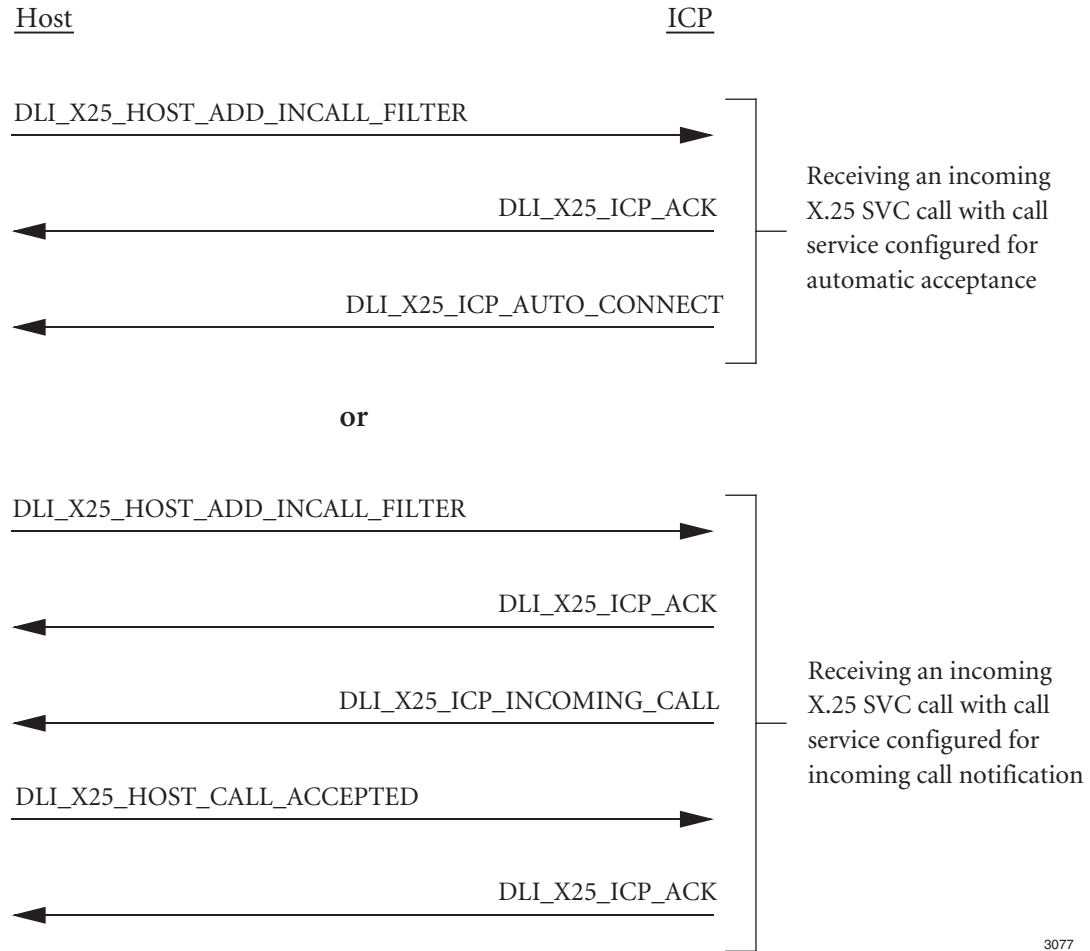 Host
ICP
DLI_X25_HOST_ADD_INCALL_FILTER
DLI_X25_ICP_ACK
DLI_X25_ICP_AUTO_CONNECT
Receiving an incoming
X.25 SVC call with call
service configured for
automatic acceptance
or
DLI_X25_HOST_ADD_INCALL_FILTER
DLI_X25_ICP_ACK
DLI_X25_ICP_INCOMING_CALL
DLI_X25_HOST_CALL_ACCEPTED
DLI_X25_ICP_ACK
Receiving an incoming
X.25 SVC call with call
service configured for
incoming call notification
3077